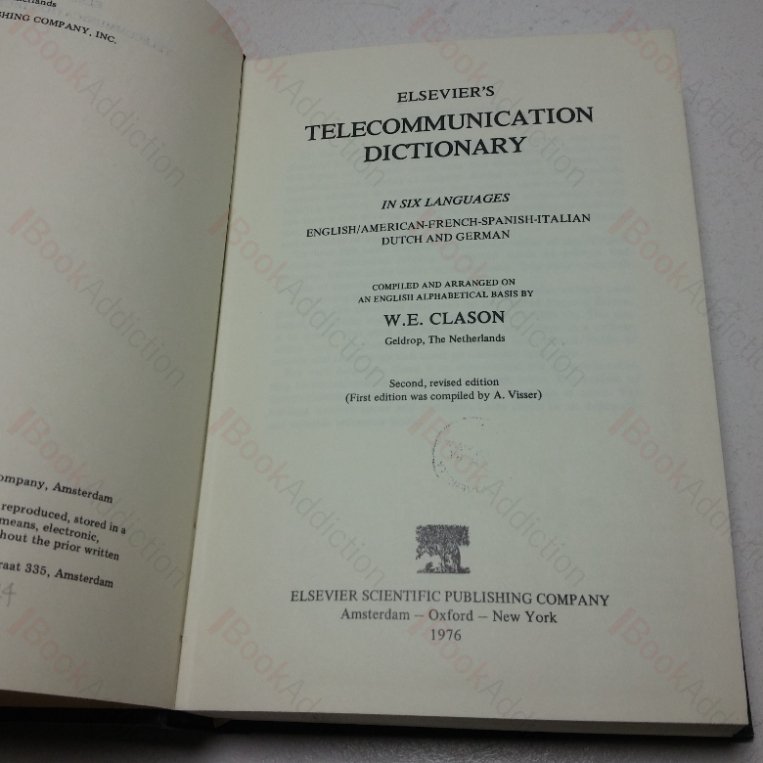 herlands
SHING COMPANY, INC.
ompany, Amsterdam
reproduced, stored in a
means, electronic,
hout the prior written
raat 335, Amsterdam
ELSEVIER'S
TELECOMMUNICATION
DICTIONARY
IN SIX LANGUAGES
ENGLISH/AMERICAN-FRENCH-SPANISH-ITALIAN
DUTCH AND GERMAN
COMPILED AND ARRANGED ON
AN ENGLISH ALPHABETICAL BASIS BY
W.E. CLASON
Geldrop, The Netherlands
Second, revised edition
(First edition was compiled by A. Visser)
ELSEVIER SCIENTIFIC PUBLISHING COMPANY
Amsterdam – Oxford – New York
1976
BookAddiction